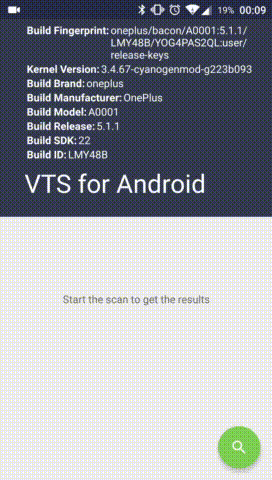 19% 00:09
Build Fingerprint: oneplus/bacon/A0001:5.1.1/
LMY48B/YOG4PAS2QL:user/
release-keys
Kernel Version: 3.4.67-cyanogenmod-g223b093
Build Brand: oneplus
Build Manufacturer: OnePlus
Build Model: A0001
Build Release: 5.1.1
Build SDK: 22
Build ID: LMY48B
VTS for Android
Start the scan to get the results